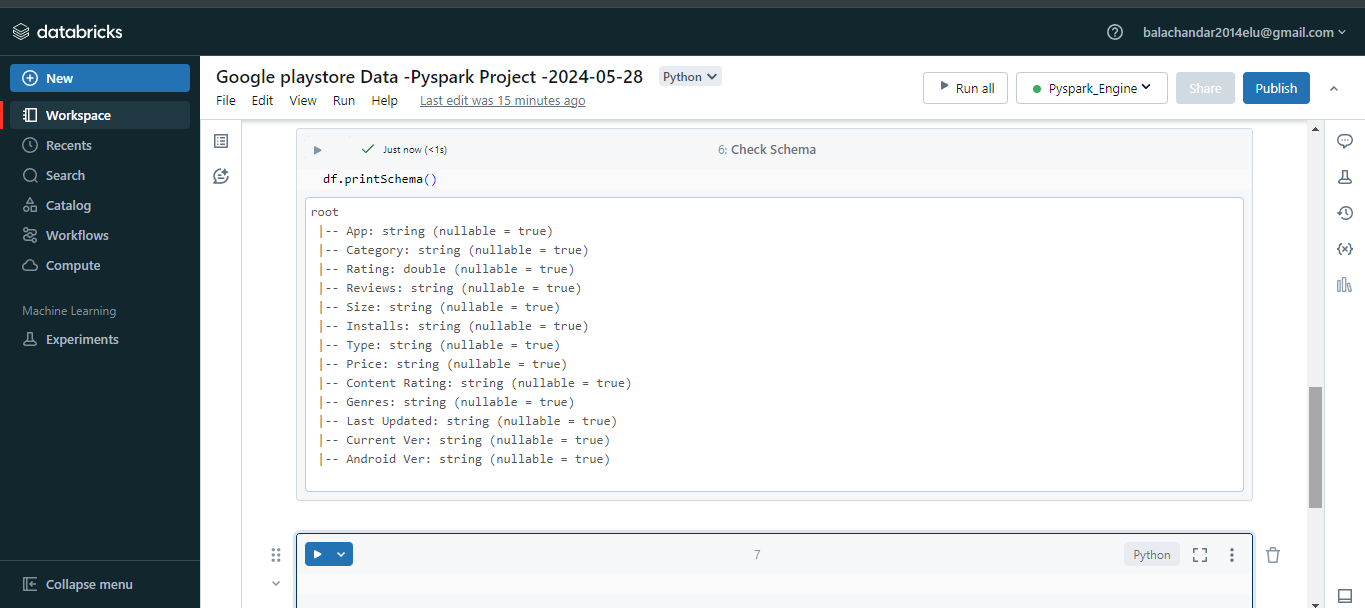 databricks
balachandar2014elu@gmail.com
New
Workspace
Recents
Search
Catalog
Workflows
Compute
Machine Learning
Experiments
Collapse menu
Google playstore Data -Pyspark Project -2024-05-28 Python
File Edit View Run Help Last edit was 15 minutes ago
Run all Pyspark_Engine Share Publish
Just now (<1s) 6: Check Schema
df.printSchema()
root
|-- App: string (nullable = true)
|-- Category: string (nullable = true)
|-- Rating: double (nullable = true)
|-- Reviews: string (nullable = true)
|-- Size: string (nullable = true)
|-- Installs: string (nullable = true)
|-- Type: string (nullable = true)
|-- Price: string (nullable = true)
|-- Content Rating: string (nullable = true)
|-- Genres: string (nullable = true)
|-- Last Updated: string (nullable = true)
|-- Current Ver: string (nullable = true)
|-- Android Ver: string (nullable = true)
7 Python